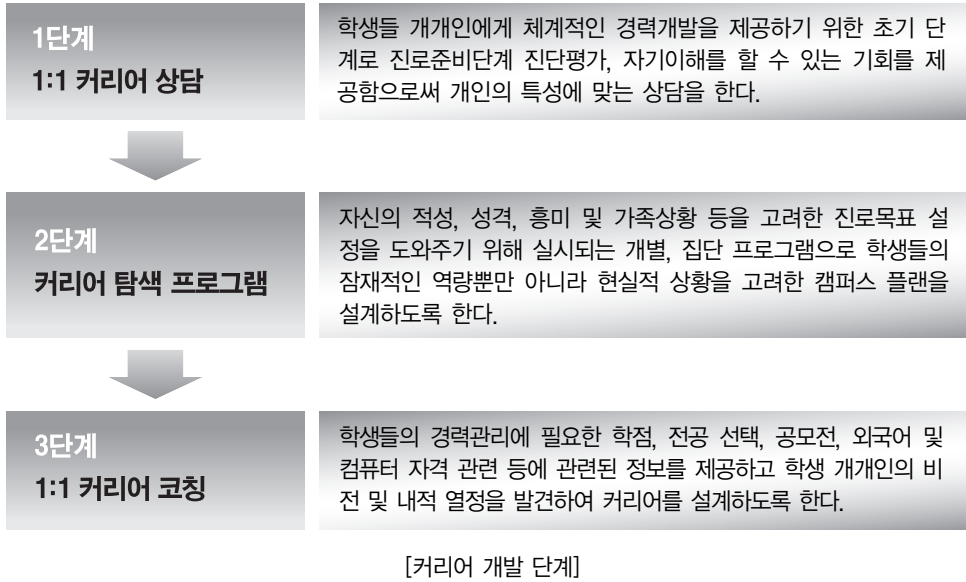 1단계
1:1 커리어 상담
학생들 개개인에게 체계적인 경력개발을 제공하기 위한 초기 단
계로 진로준비단계 진단평가, 자기이해를 할 수 있는 기회를 제
공함으로써 개인의 특성에 맞는 상담을 한다.
2단계
커리어 탐색 프로그램
자신의 적성, 성격, 흥미 및 가족상황 등을 고려한 진로목표 설
정을 도와주기 위해 실시되는 개별, 집단 프로그램으로 학생들의
잠재적인 역량뿐만 아니라 현실적 상황을 고려한 캠퍼스 플랜을
설계하도록 한다.
3단계
1:1 커리어 코칭
학생들의 경력관리에 필요한 학점, 전공 선택, 공모전, 외국어 및
컴퓨터 자격 관련 등에 관련된 정보를 제공하고 학생 개개인의 비
전 및 내적 열정을 발견하여 커리어를 설계하도록 한다.
[커리어 개발 단계]